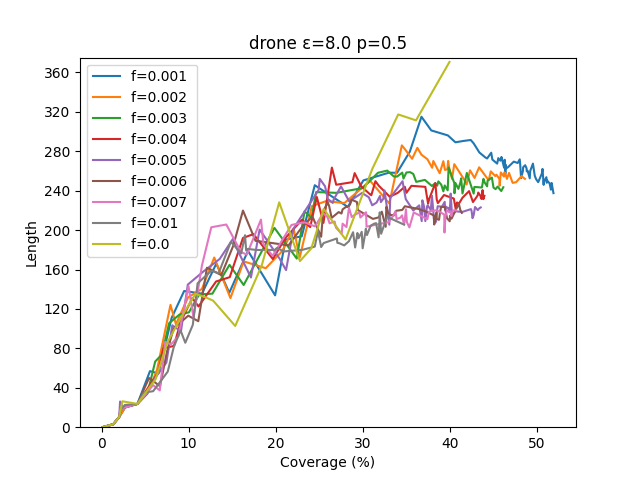 drone ε=8.0 p=0.5
f=0.001
f=0.002
f=0.003
f=0.004
f=0.005
f=0.006
f=0.007
f=0.01
f=0.0
Length
360
320
280
240
200
160
120
80
40
0
0 10 20 30 40 50
Coverage (%)